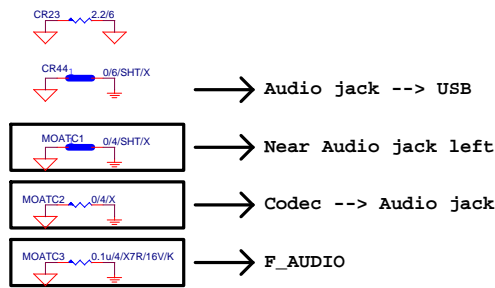 CR23 2.2/6
CR44 1 0/6/SHT/X Audio jack --> USB
MOATC1 0/4/SHT/X Near Audio jack left
MOATC2 0/4/X Codec --> Audio jack
MOATC3 0.1u/4/X7R/16V/K F_AUDIO